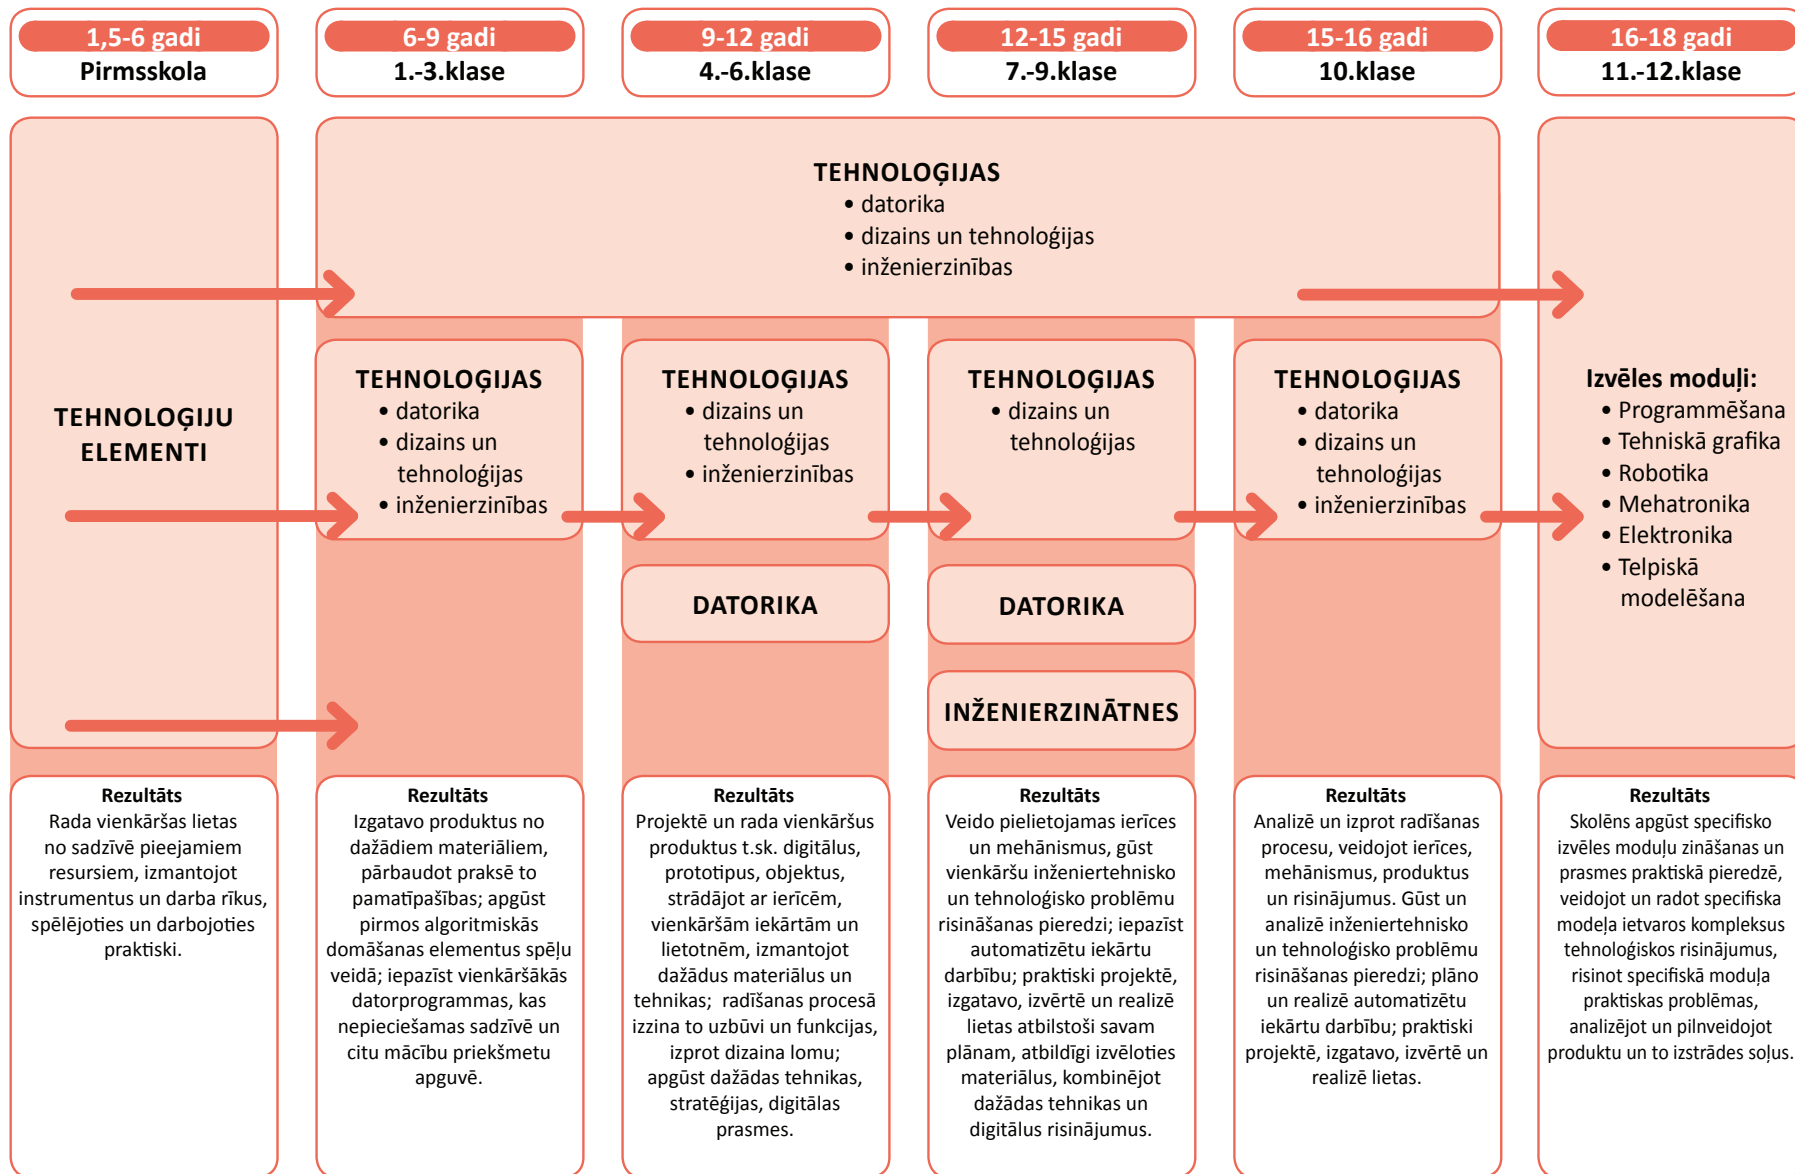 1,5-6 gadi
Pirmsskola
6-9 gadi
1.-3.klase
9-12 gadi
4.-6.klase
12-15 gadi
7.-9.klase
15-16 gadi
10.klase
16-18 gadi
11.-12.klase
TEHNOLOĢIJU
ELEMENTI
TEHNOLOĢIJAS
• datorika
• dizains un tehnoloģijas
• inženierzinības
TEHNOLOĢIJAS
• datorika
• dizains un
tehnoloģijas
• inženierzinības
TEHNOLOĢIJAS
• dizains un
tehnoloģijas
• inženierzinības
DATORIKA
TEHNOLOĢIJAS
• dizains un
tehnoloģijas
DATORIKA
INŽENIERZINĀTNES
TEHNOLOĢIJAS
• datorika
• dizains un
tehnoloģijas
• inženierzinības
Izvēles moduļi:
• Programmēšana
• Tehniskā grafika
• Robotika
• Mehatronika
• Elektronika
• Telpiskā
modelēšana
Rezultāts
Rada vienkāršas lietas
no sadzīvē pieejamiem
resursiem, izmantojot
instrumentus un darba rīkus,
spēlējoties un darbojoties
praktiski.
Rezultāts
Izgatavo produktus no
dažādiem materiāliem,
pārbaudot praksē to
pamatīpašības; apgūst
pirmos algoritmiskās
domāšanas elementus spēļu
veidā; iepazīst vienkāršākās
datorprogrammas, kas
nepieciešamas sadzīvē un
citu mācību priekšmetu
apguvē.
Rezultāts
Projektē un rada vienkāršus
produktus t.sk. digitālus,
prototipus, objektus,
strādājot ar ierīcēm,
vienkāršām iekārtām un
lietotnēm, izmantojot
dažādus materiālus un
tehnikas; radīšanas procesā
izzina to uzbūvi un funkcijas,
izprot dizaina lomu;
apgūst dažādas tehnikas,
stratēģijas, digitālas
prasmes.
Rezultāts
Veido pielietojamas ierīces
un mehānismus, gūst
vienkāršu inženiertehnisko
un tehnoloģisko problēmu
risināšanas pieredzi; iepazīst
automatizētu iekārtu
darbību; praktiski projektē,
izgatavo, izvērtē un realizē
lietas atbilstoši savam
plānam, atbildīgi izvēloties
materiālus, kombinējot
dažādas tehnikas un
digitālus risinājumus.
Rezultāts
Analizē un izprot radīšanas
procesu, veidojot ierīces,
mehānismus, produktus
un risinājumus. Gūst un
analizē inženiertehnisko
un tehnoloģisko problēmu
risināšanas pieredzi; plāno
un realizē automatizētu
iekārtu darbību; praktiski
projektē, izgatavo, izvērtē un
realizē lietas.
Rezultāts
Skolēns apgūst specifisko
izvēles moduļu zināšanas un
prasmes praktiskā pieredzē,
veidojot un radot specifiska
modeļa ietvaros kompleksus
tehnoloģiskos risinājumus,
risinot specifiskā moduļa
praktiskas problēmas,
analizējot un pilnveidojot
produktu un to izstrādes soļus.